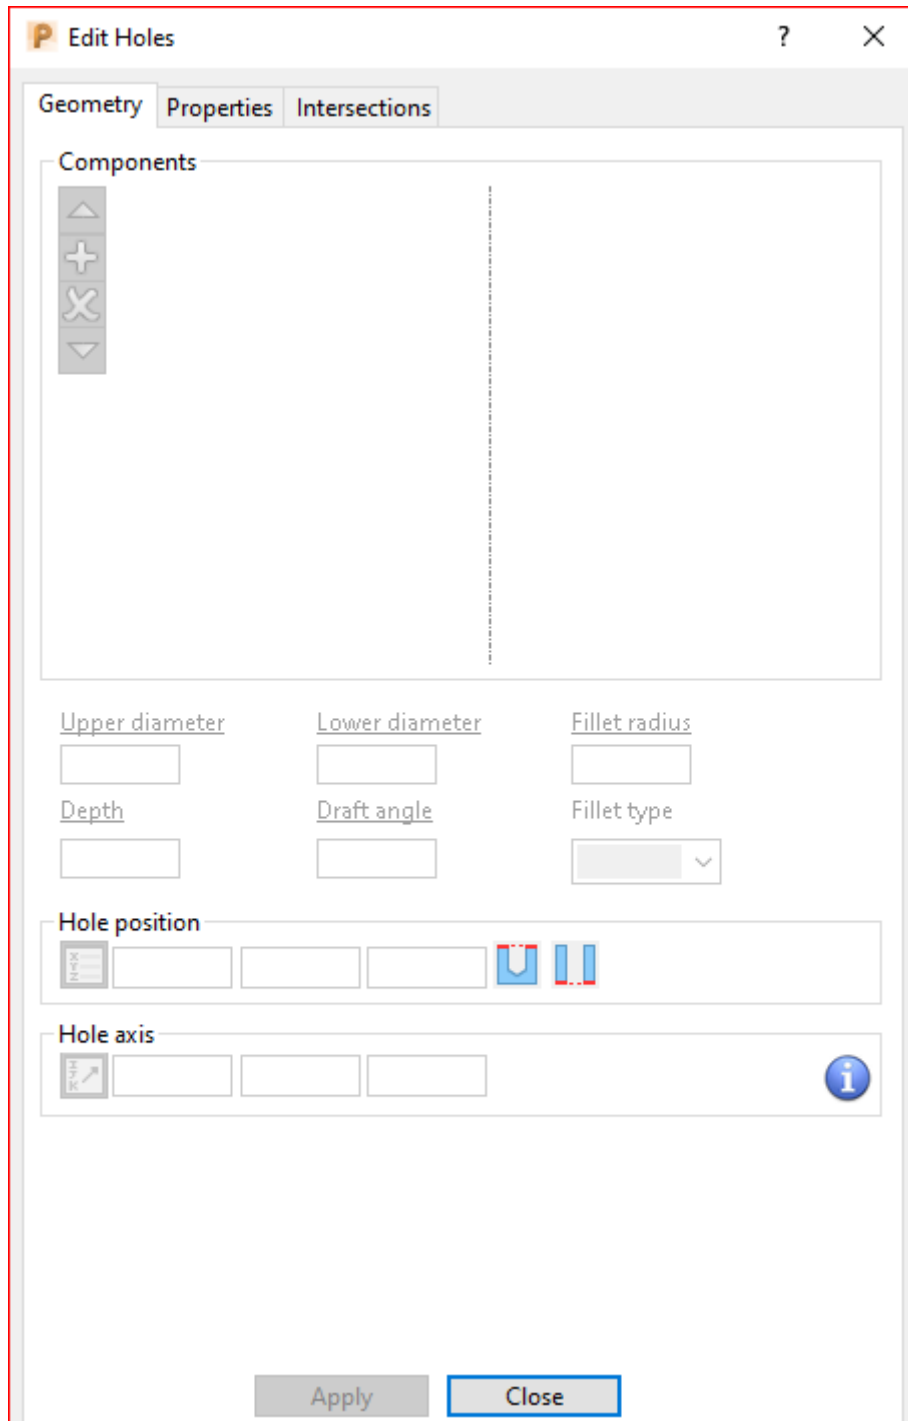 P Edit Holes ? 
Geometry Properties Intersections
Components
Upper diameter Lower diameter Fillet radius
Depth Draft angle Fillet type
Hole position
X
Y
Z
Hole axis
I
J
K
i
Apply Close